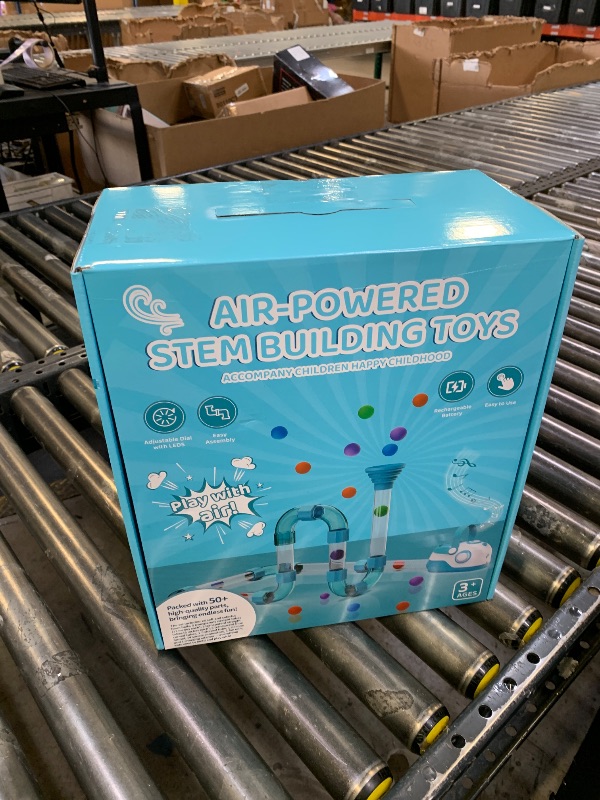 AIR-POWERED
STEM BUILDING TOYS
ACCOMPANY CHILDREN HAPPY CHILDHOOD
Adjustable Dial
with LEDs
Easy
Assembly
Rechargeable
Battery
Easy to Use
Play with
air!
Packed with 50+
high-quality parts,
bringing endless fun!
3+
AGES